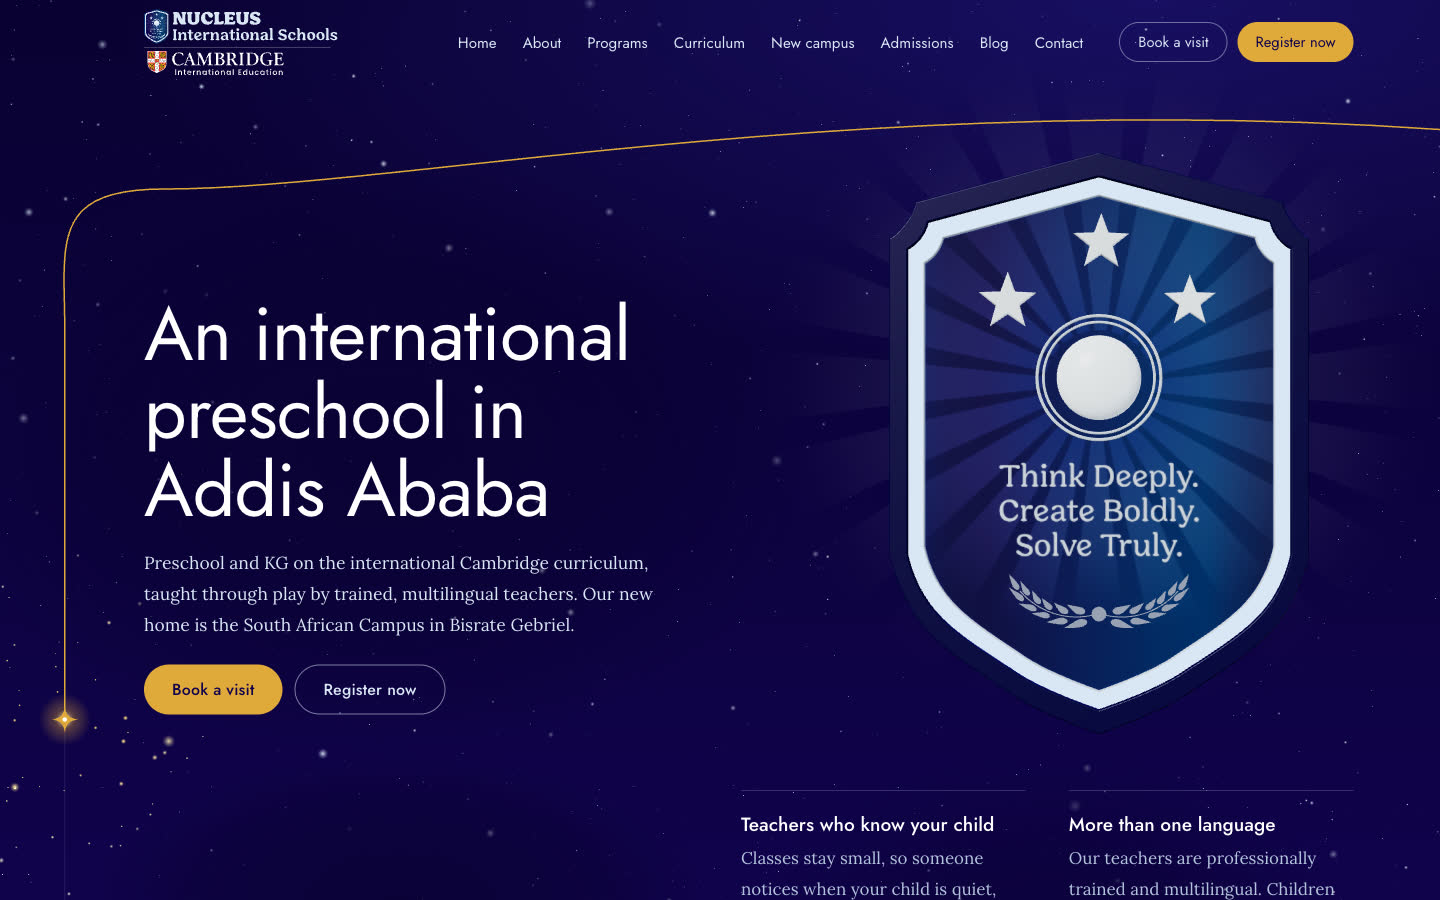 NUCLEUS
International Schools
CAMBRIDGE
International Education
Home
About
Programs
Curriculum
New campus
Admissions
Blog
Contact
Book a visit
Register now
An international
preschool in
Addis Ababa
Preschool and KG on the international Cambridge curriculum,
taught through play by trained, multilingual teachers. Our new
home is the South African Campus in Bisrate Gebriel.
Book a visit
Register now
Think Deeply.
Create Boldly.
Solve Truly.
Teachers who know your child
Classes stay small, so someone
notices when your child is quiet,
More than one language
Our teachers are professionally
trained and multilingual. Children